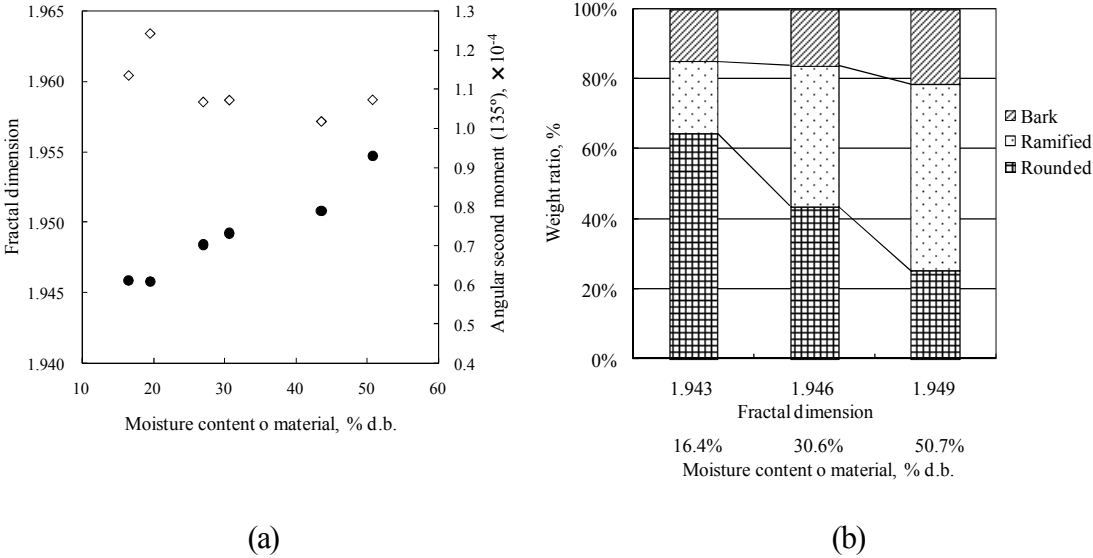 1.965
1.960
1.955
1.950
1.945
1.940
Fractal dimension
1.3
1.2
1.1
1.0
0.9
0.8
0.7
0.6
0.5
0.4
Angular second moment (135º), ×10-4
10 20 30 40 50 60
Moisture content o material, % d.b.
(a)
100%
80%
60%
40%
20%
0%
Weight ratio, %
Bark
Ramified
Rounded
1.943 1.946 1.949
Fractal dimension
16.4% 30.6% 50.7%
Moisture content o material, % d.b.
(b)